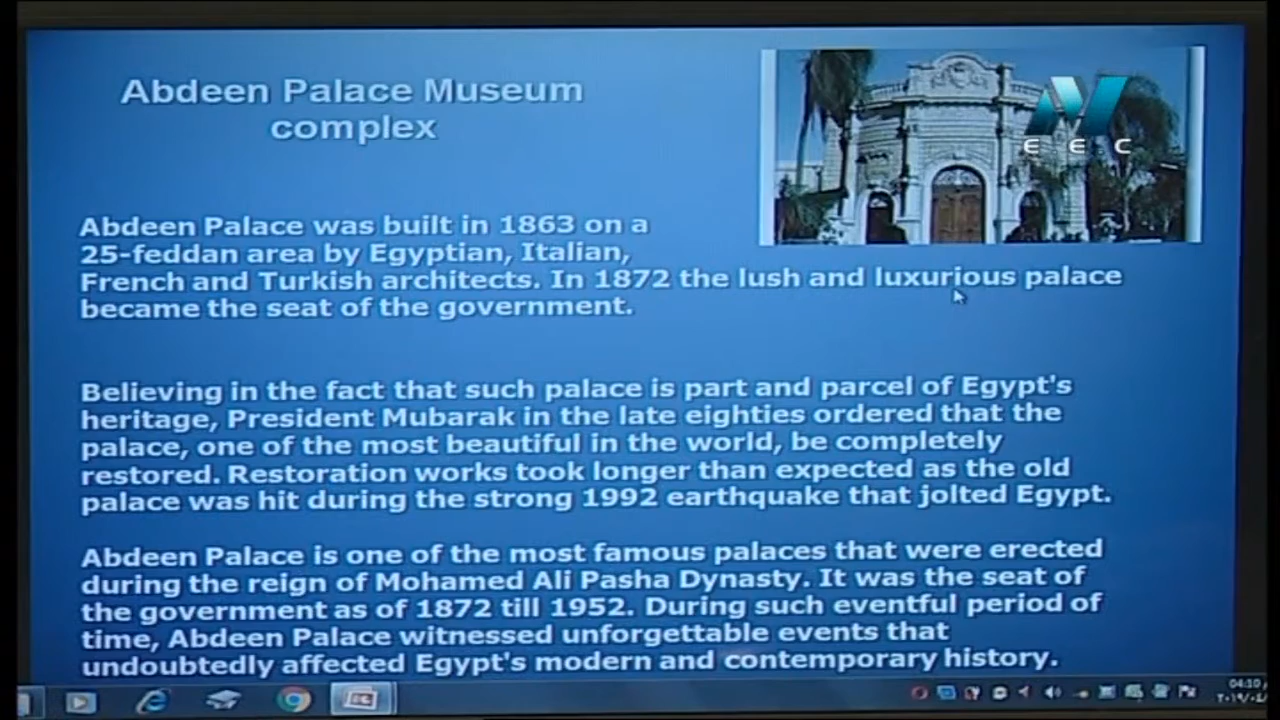 Abdeen Palace Museum
complex
E E C
Abdeen Palace was built in 1863 on a
25-feddan area by Egyptian, Italian,
French and Turkish architects. In 1872 the lush and luxurious palace
became the seat of the government.
Believing in the fact that such palace is part and parcel of Egypt's
heritage, President Mubarak in the late eighties ordered that the
palace, one of the most beautiful in the world, be completely
restored. Restoration works took longer than expected as the old
palace was hit during the strong 1992 earthquake that jolted Egypt.
Abdeen Palace is one of the most famous palaces that were erected
during the reign of Mohamed Ali Pasha Dynasty. It was the seat of
the government as of 1872 till 1952. During such eventful period of
time, Abdeen Palace witnessed unforgettable events that
undoubtedly affected Egypt's modern and contemporary history.
04:10